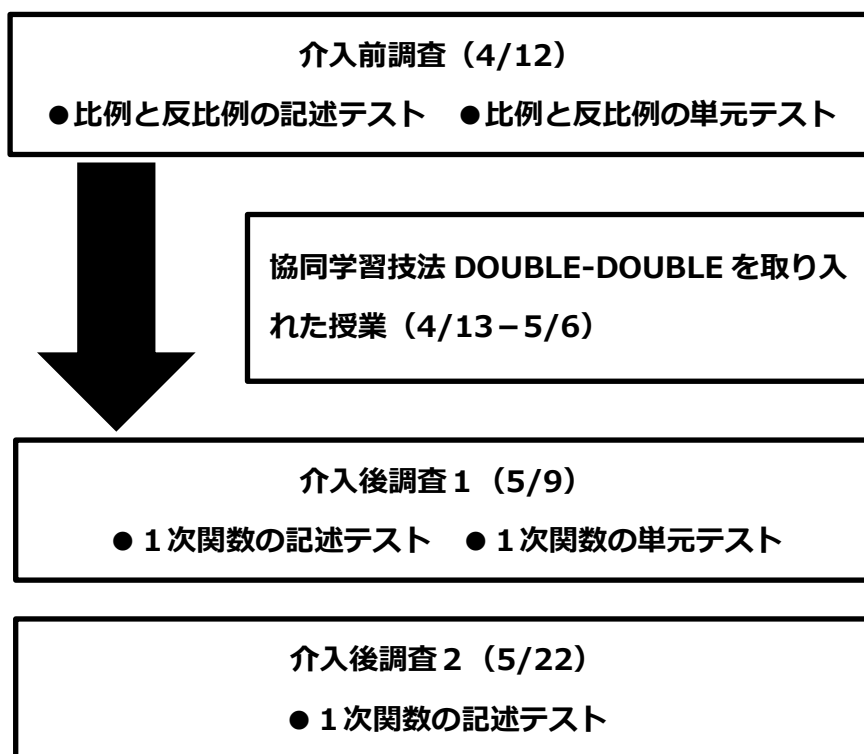 介入前調査（4/12）
●比例と反比例の記述テスト　●比例と反比例の単元テスト
協同学習技法 DOUBLE-DOUBLE を取り入
れた授業（4/13－5/6）
介入後調査１（5/9）
●１次関数の記述テスト　●１次関数の単元テスト
介入後調査２（5/22）
●１次関数の記述テスト